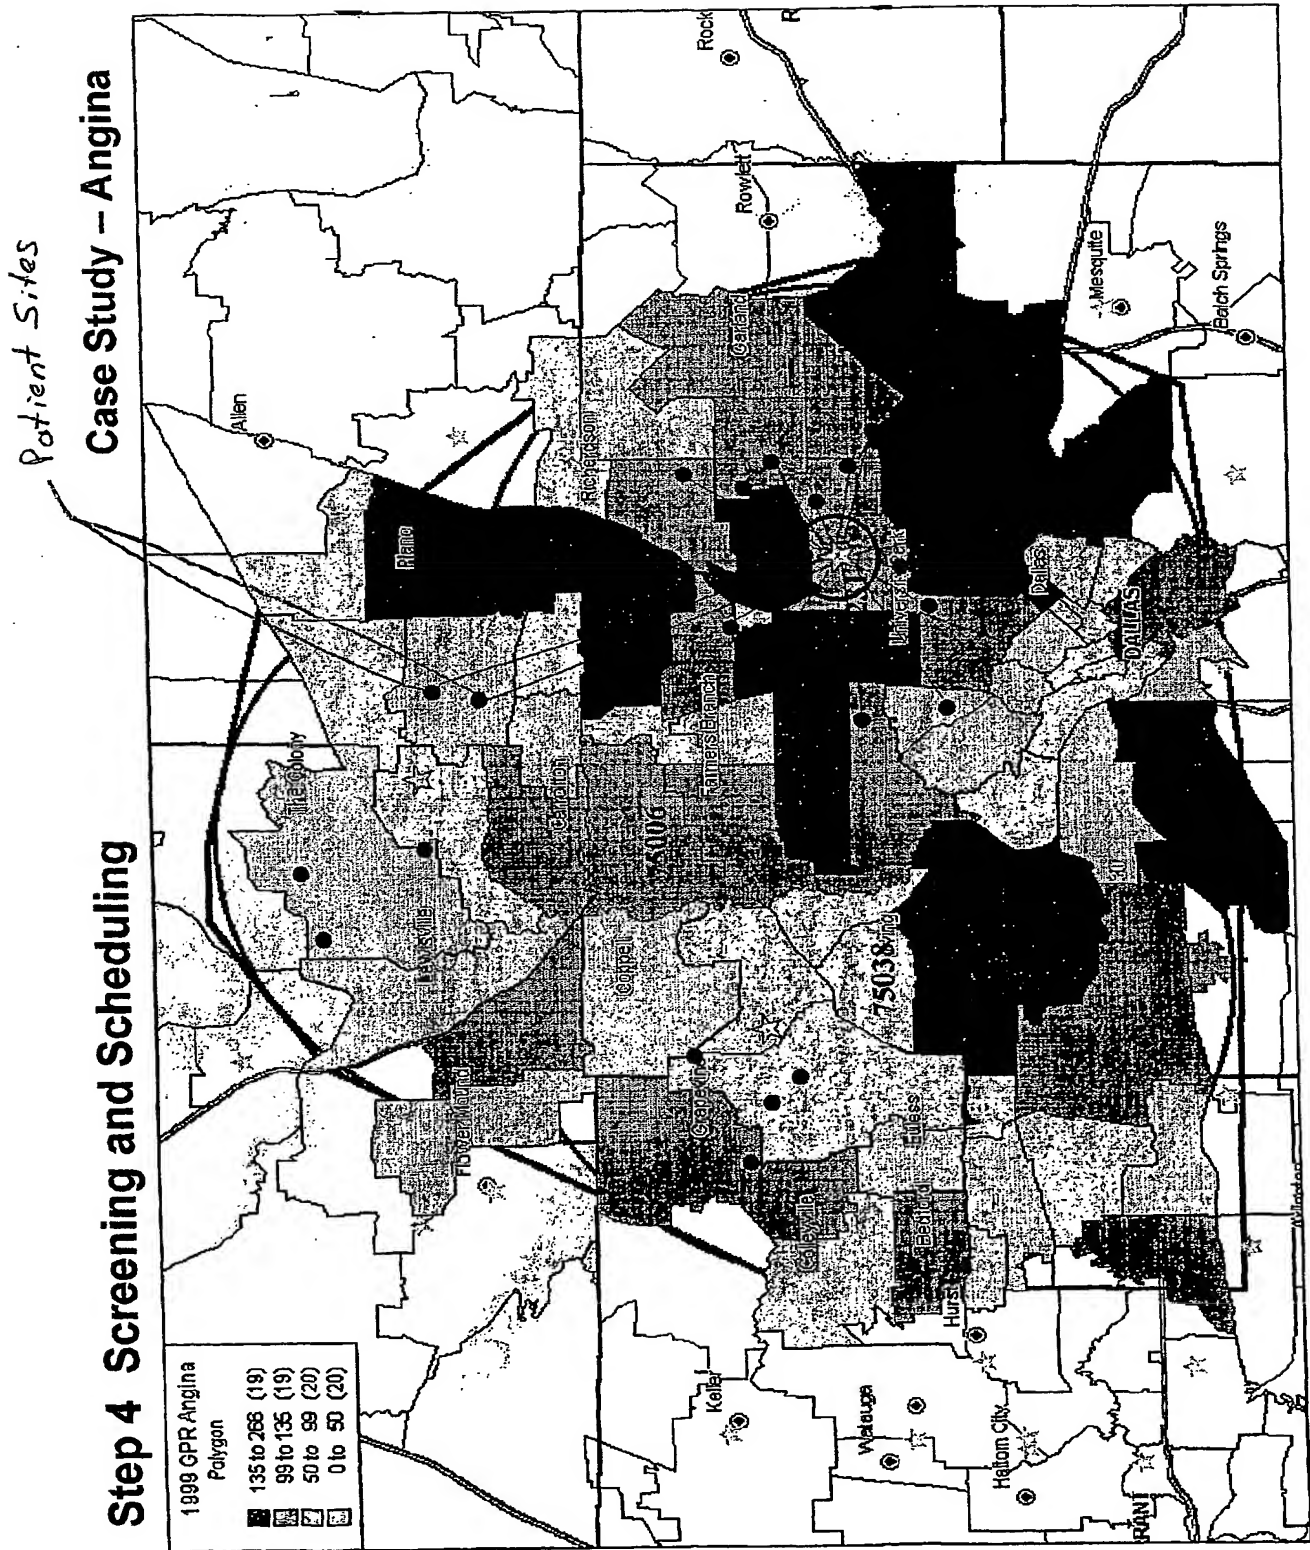 Patient Sites
Step 4 Screening and Scheduling
Case Study – Angina
1999 GPR Angina
Polygon
135 to 266 (19)
99 to 135 (19)
50 to 99 (20)
0 to 50 (20)
Allen
Rock
R
Plano
Richardson
Rowlett
The Colony
Garland
Lewisville
Carrollton
Flower Mound
Coppell
Farmers Branch
Mesquite
Balch Springs
Grapevine
75038
Dallas
DALLAS
Colleyville
Euless
Bedford
Hurst
Keller
Watauga
Haltom City